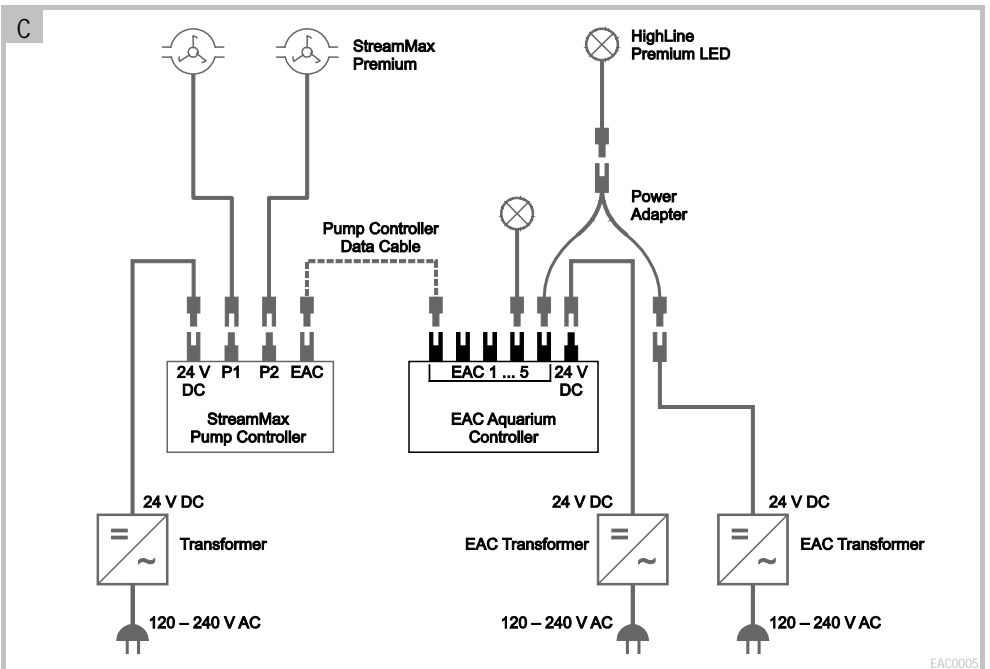 C
StreamMax
Premium
HighLine
Premium LED
Power
Adapter
Pump Controller
Data Cable
24 V
DC
P1
P2
EAC
StreamMax
Pump Controller
EAC 1 ... 5
24 V
DC
EAC Aquarium
Controller
24 V DC
Transformer
120 – 240 V AC
24 V DC
EAC Transformer
120 – 240 V AC
24 V DC
EAC Transformer
120 – 240 V AC
EAC0005